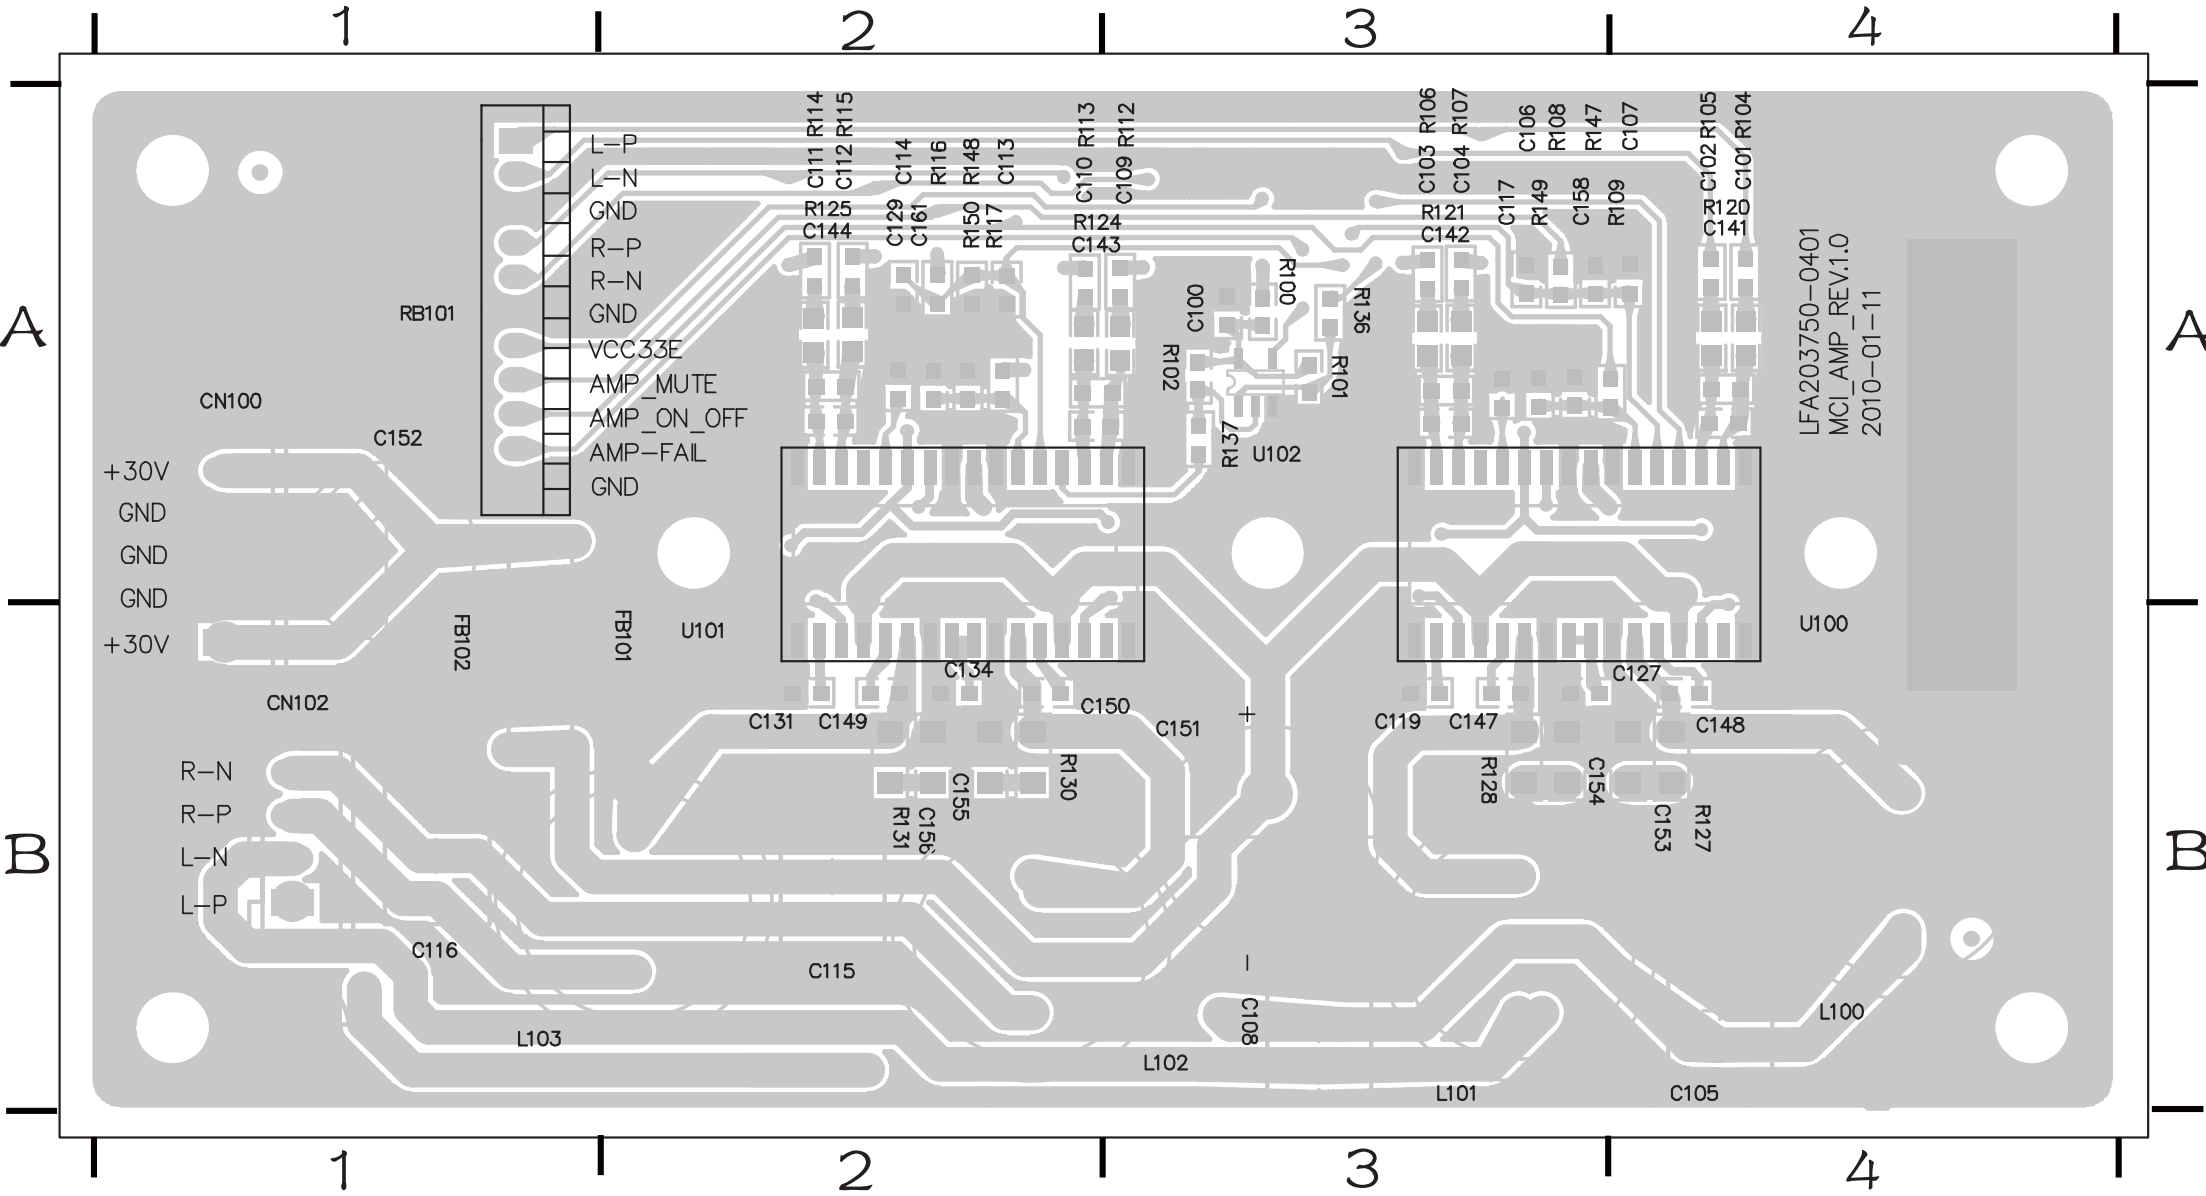 1 2 3 4
R114 R115 R113 R112 R106 R107 C106 R108 R147 C107 R105 R104
C111 C112 C114 R116 R148 C113 C110 C109 C103 C104 C102 C101
L-P
L-N
GND
R-P
R-N
GND
VCC33E
AMP_MUTE
AMP_ON_OFF
AMP-FAIL
GND
RB101
R125
C144
C129 C161 R150 R117
R124
C143
R121
C142
C117 R149 C158 R109
R120
C141
C100 R100 R136
R102 R101
R137 U102
LFA203750-0401
MCI_AMP_REV.1.0
2010-01-11
A A
CN100
C152
+30V
GND
GND
GND
+30V
FB102 FB101 U101 U100
CN102
C134 C127
C131 C149 C150 C151 + C119 C147 C148
R-N
R-P
L-N
L-P
R131 C156 C155 R130
R128 C154 C153 R127
B B
C116 C115 -
C108
L103 L102 L101 C105 L100
1 2 3 4